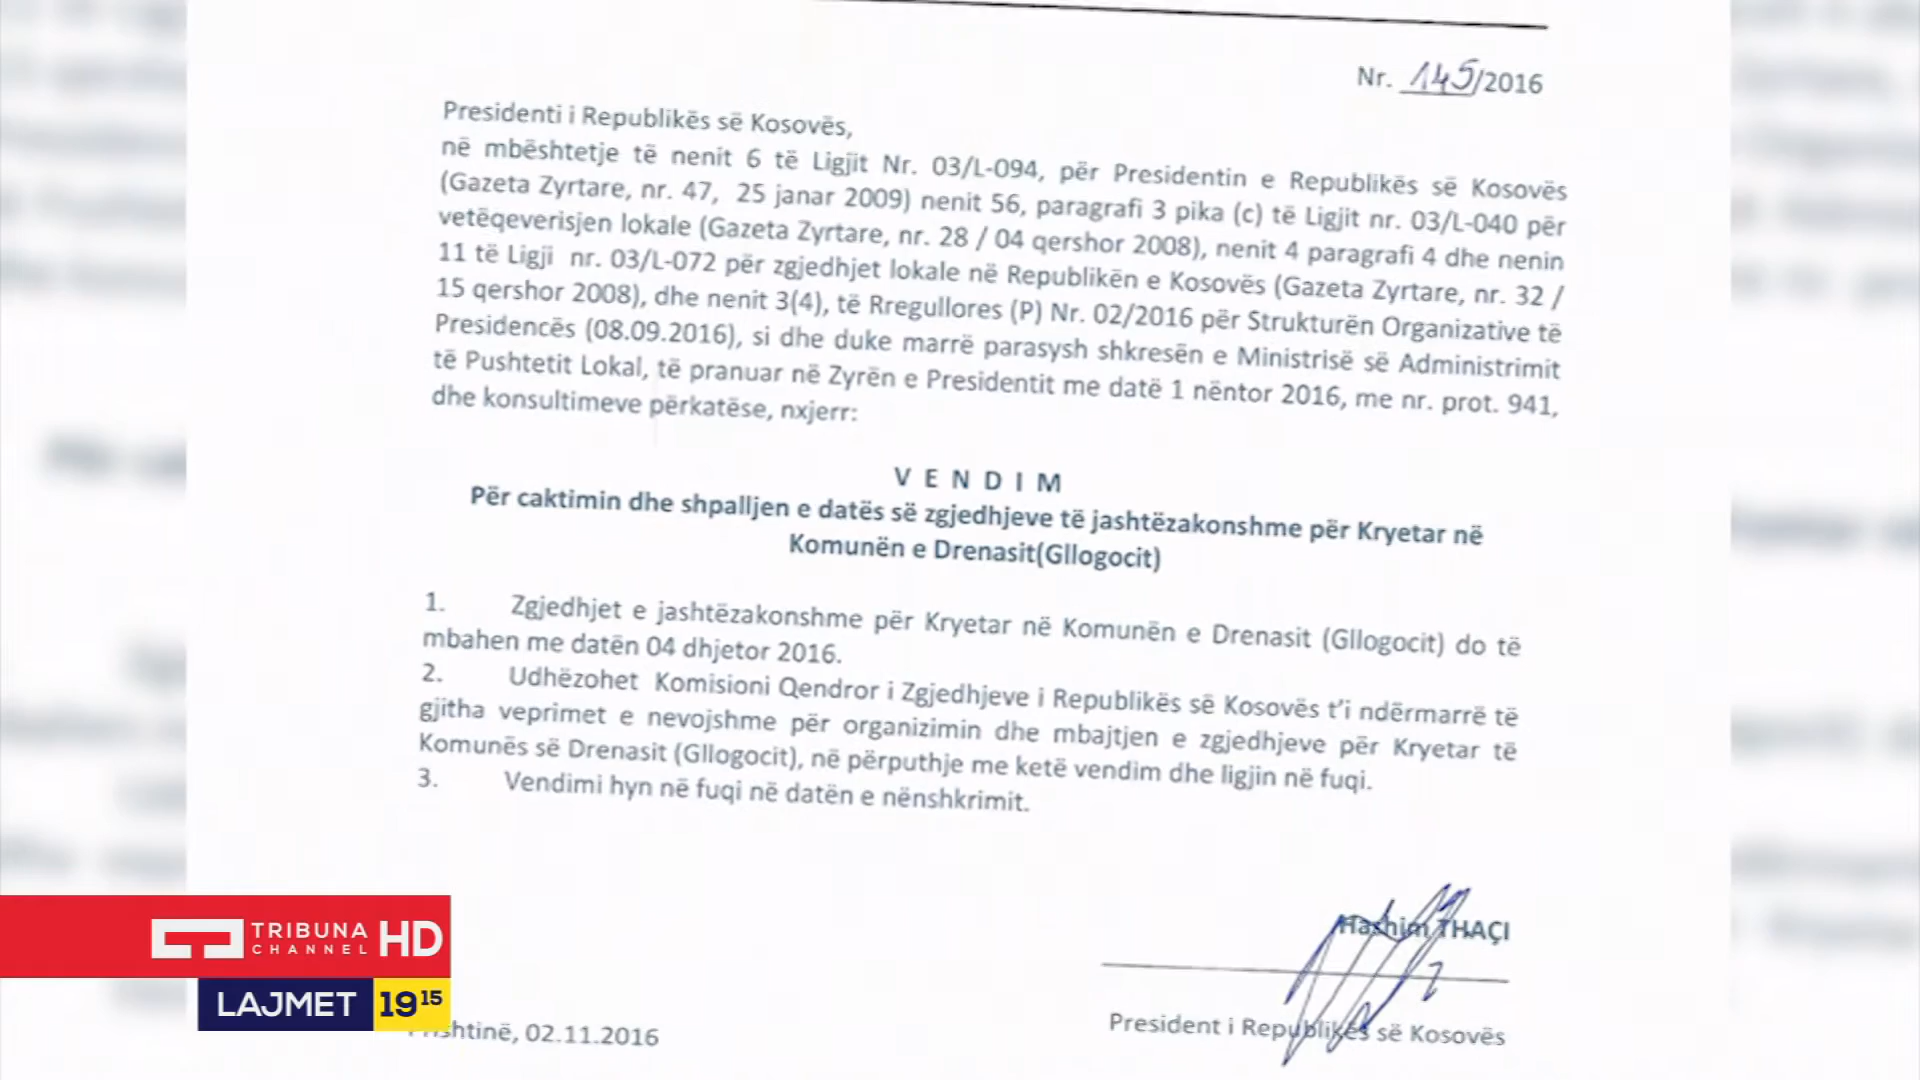 Nr. 145/2016
Presidenti i Republikës së Kosovës,
në mbështetje të nenit 6 të Ligjit Nr. 03/L-094, për Presidentin e Republikës së Kosovës
(Gazeta Zyrtare, nr. 47, 25 janar 2009) nenit 56, paragrafi 3 pika (c) të Ligjit nr. 03/L-040 për
vetëqeverisjen lokale (Gazeta Zyrtare, nr. 28 / 04 qershor 2008), nenit 4 paragrafi 4 dhe nenin
11 të Ligji nr. 03/L-072 për zgjedhjet lokale në Republikën e Kosovës (Gazeta Zyrtare, nr. 32 /
15 qershor 2008), dhe nenit 3(4), të Rregullores (P) Nr. 02/2016 për Strukturën Organizative të
Presidencës (08.09.2016), si dhe duke marrë parasysh shkresën e Ministrisë së Administrimit
të Pushtetit Lokal, të pranuar në Zyrën e Presidentit me datë 1 nëntor 2016, me nr. prot. 941,
dhe konsultimeve përkatëse, nxjerr:
V E N D I M
Për caktimin dhe shpalljen e datës së zgjedhjeve të jashtëzakonshme për Kryetar në
Komunën e Drenasit(Gllogocit)
1. Zgjedhjet e jashtëzakonshme për Kryetar në Komunën e Drenasit (Gllogocit) do të
mbahen me datën 04 dhjetor 2016.
2. Udhëzohet Komisioni Qendror i Zgjedhjeve i Republikës së Kosovës t'i ndërmarrë të
gjitha veprimet e nevojshme për organizimin dhe mbajtjen e zgjedhjeve për Kryetar të
Komunës së Drenasit (Gllogocit), në përputhje me ketë vendim dhe ligjin në fuqi.
3. Vendimi hyn në fuqi në datën e nënshkrimit.
Hashim THAÇI
President i Republikës së Kosovës
02.11.2016
TRIBUNA
CHANNEL
HD
LAJMET 19 15